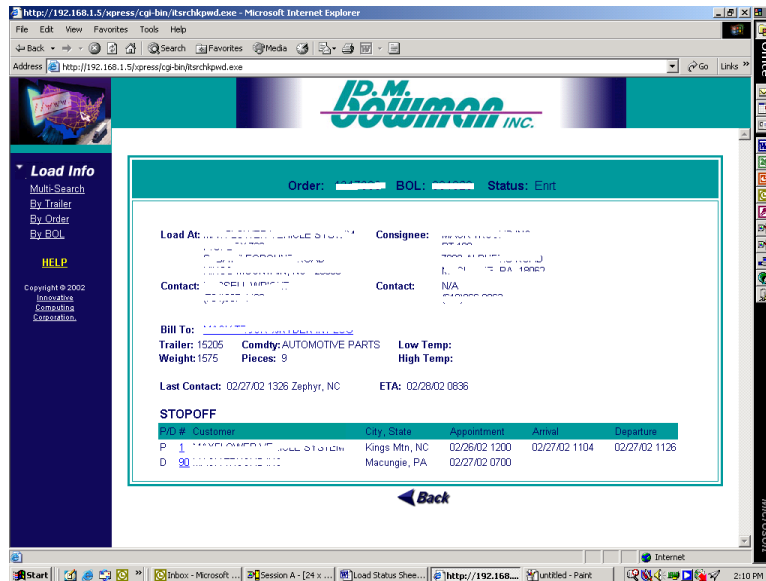 http://192.168.1.5/xpress/cgi-bin/itsrchkpwd.exe - Microsoft Internet Explorer
File Edit View Favorites Tools Help
Back Search Favorites Media
Address http://192.168.1.5/xpress/cgi-bin/itsrchkpwd.exe Go Links »
Office
D. M.
Bowman INC.
Load Info
Multi-Search
By Trailer
By Order
By BOL
HELP
Copyright © 2002
Innovative
Computing
Corporation.
Order: BOL: Status: Enrt
Load At: Consignee:
PA 18062
Contact: Contact: N/A
Bill To:
Trailer: 15205 Comdty: AUTOMOTIVE PARTS Low Temp:
Weight: 1575 Pieces: 9 High Temp:
Last Contact: 02/27/02 1326 Zephyr, NC ETA: 02/28/02 0836
STOPOFF
P/D # Customer City, State Appointment Arrival Departure
P 1 Kings Mtn, NC 02/26/02 1200 02/27/02 1104 02/27/02 1126
D 90 Macungie, PA 02/27/02 0700
Back
Microsoft
Internet
Start » Inbox - Microsoft ... Session A - [24 x ... Load Status Shee... http://192.168.... untitled - Paint 2:10 PM